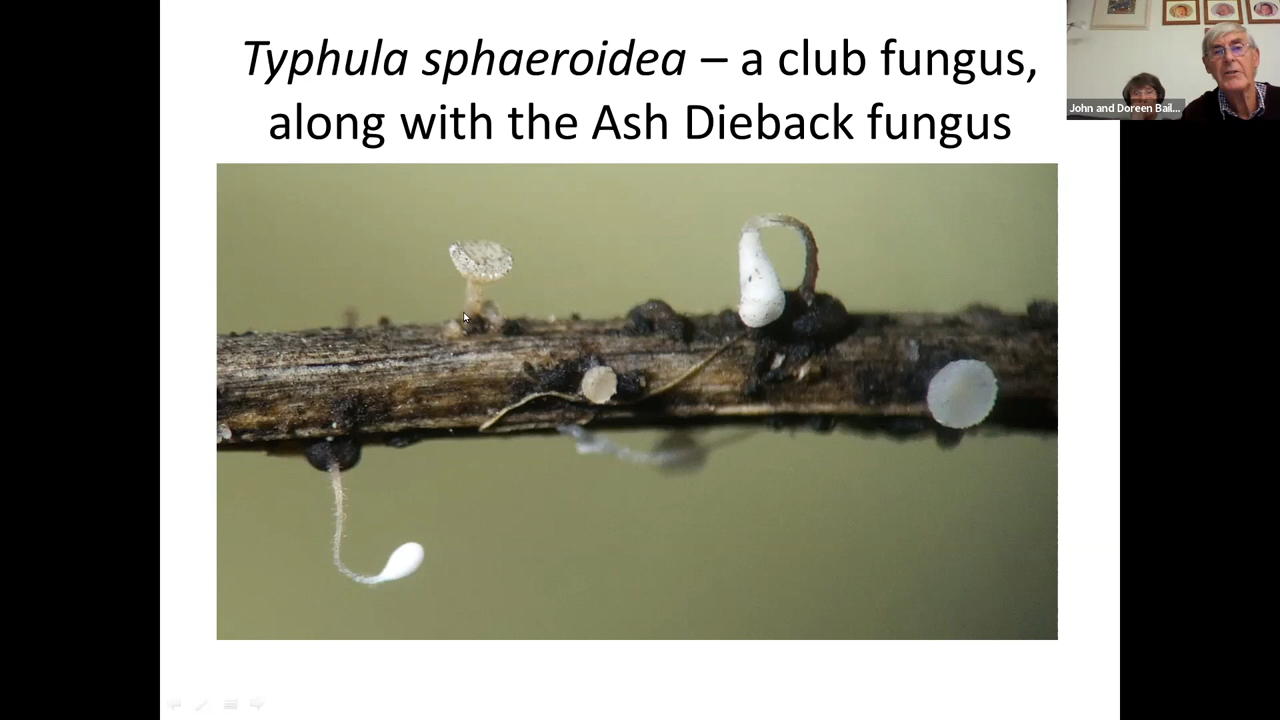 Typhula sphaeroidea – a club fungus,
along with the Ash Dieback fungus
John and Doreen Bail...